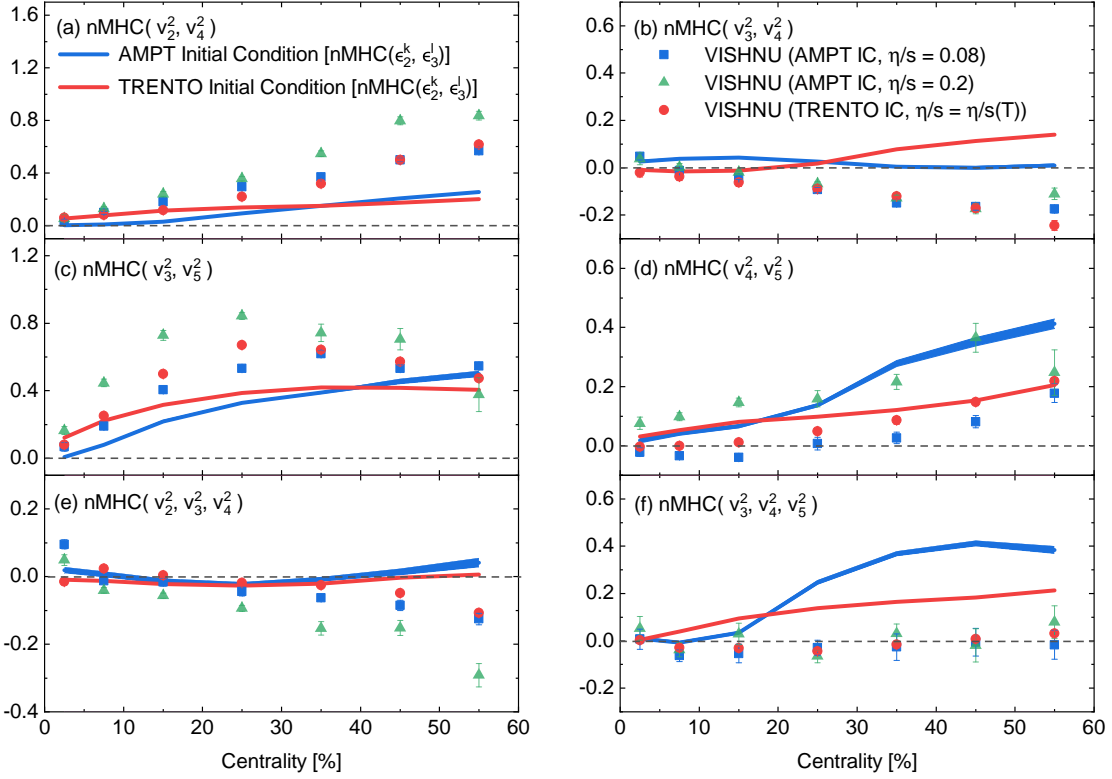 (a) nMHC( v₂², v₄²)
AMPT Initial Condition [nMHC(ϵ₂ᵏ, ϵ₃ˡ)]
TRENTO Initial Condition [nMHC(ϵ₂ᵏ, ϵ₃ˡ)]
1.6
1.2
0.8
0.4
0.0
(b) nMHC( v₃², v₄²)
VISHNU (AMPT IC, η/s = 0.08)
VISHNU (AMPT IC, η/s = 0.2)
VISHNU (TRENTO IC, η/s = η/s(T))
0.6
0.4
0.2
0.0
-0.2
(c) nMHC( v₃², v₅²)
1.2
0.8
0.4
0.0
(d) nMHC( v₄², v₅²)
0.6
0.4
0.2
0.0
(e) nMHC( v₂², v₃², v₄²)
0.2
0.0
-0.2
-0.4
0 10 20 30 40 50 60
Centrality [%]
(f) nMHC( v₃², v₄², v₅²)
0.6
0.4
0.2
0.0
-0.2
0 10 20 30 40 50 60
Centrality [%]